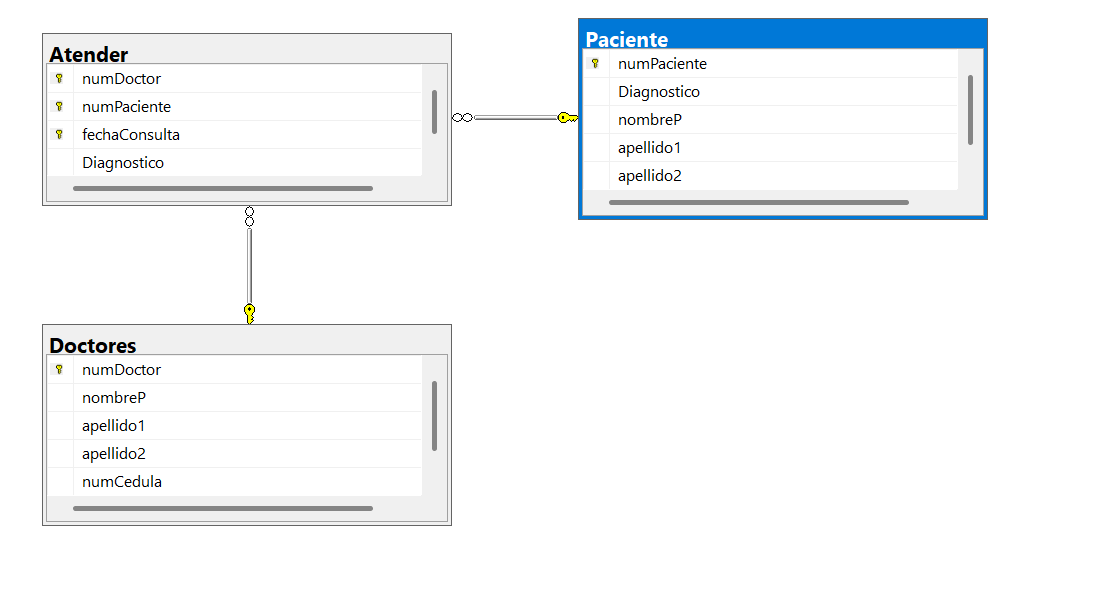 Atender
numDoctor
numPaciente
fechaConsulta
Diagnostico
Paciente
numPaciente
Diagnostico
nombreP
apellido1
apellido2
Doctores
numDoctor
nombreP
apellido1
apellido2
numCedula